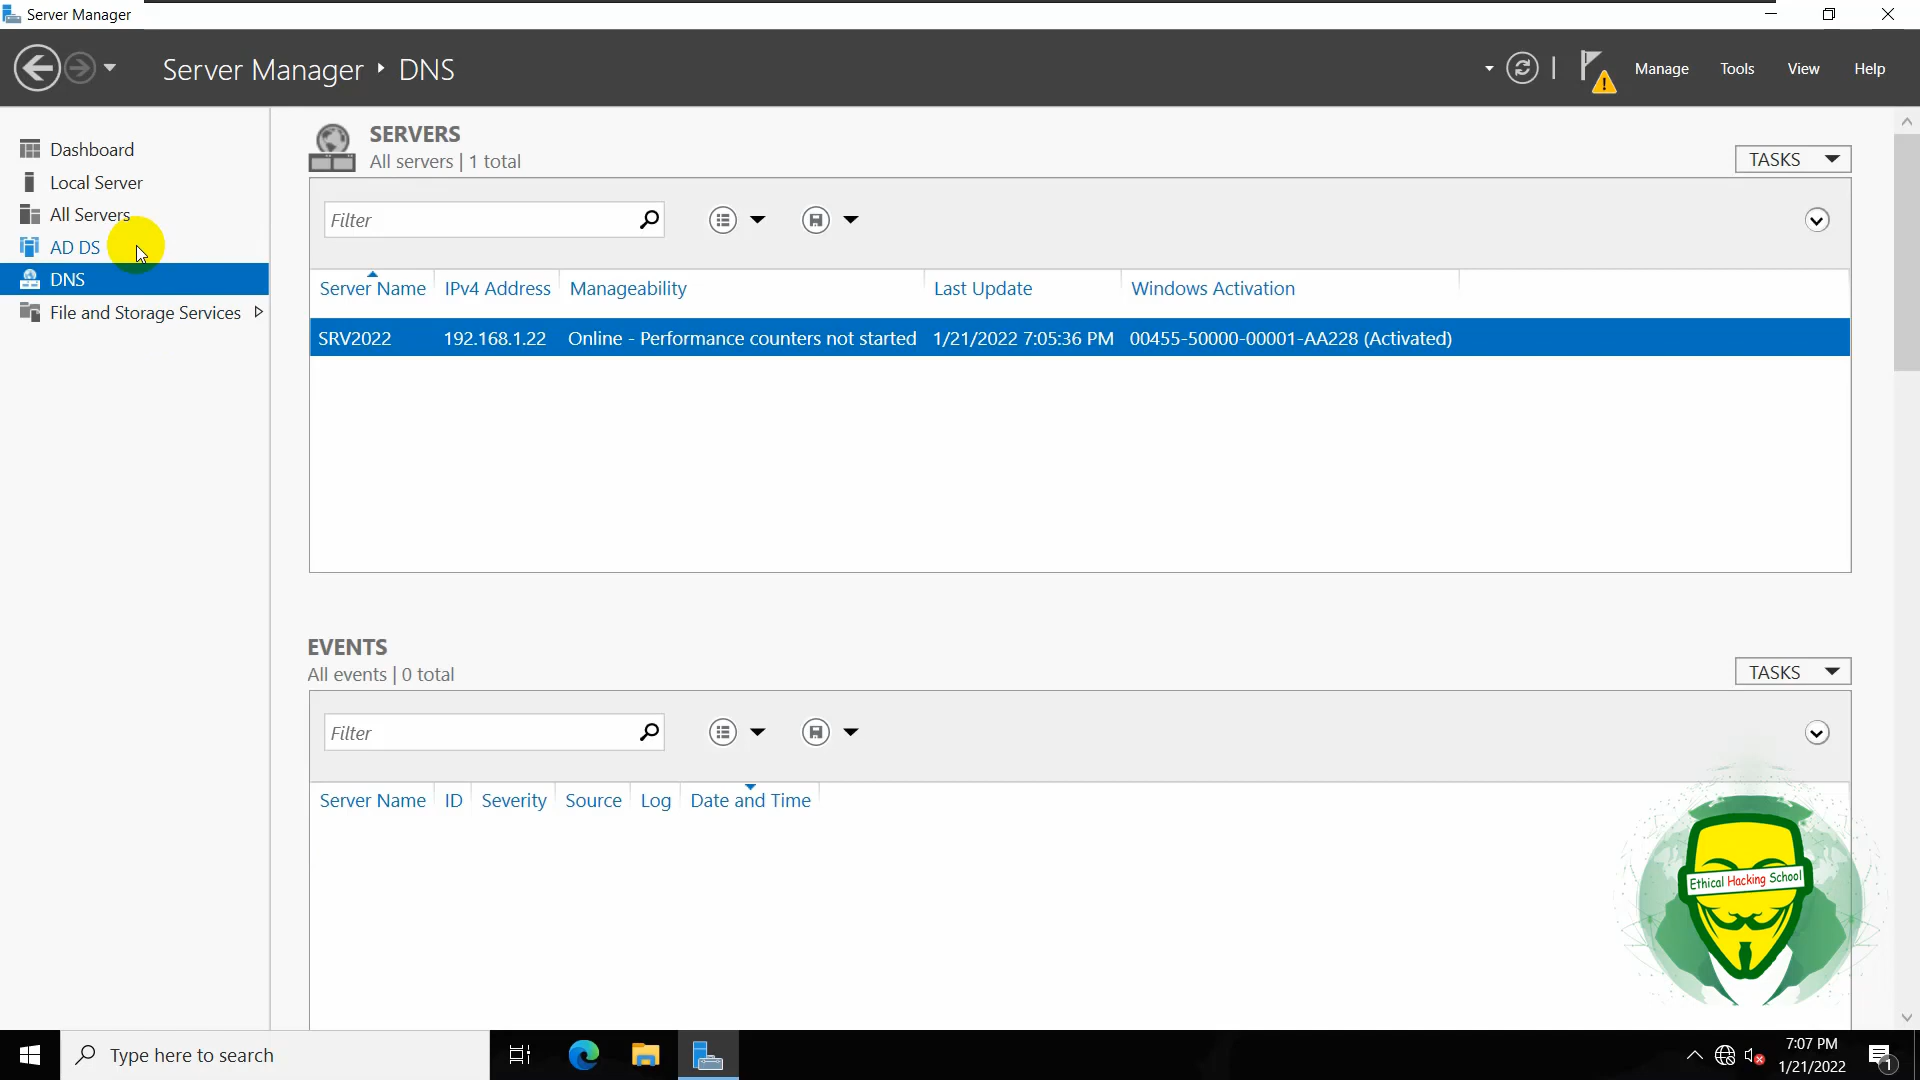 Server Manager
Server Manager DNS
Manage Tools View Help
Dashboard
Local Server
All Servers
AD DS
DNS
File and Storage Services
SERVERS
All servers | 1 total
TASKS
Filter
Server Name IPv4 Address Manageability Last Update Windows Activation
SRV2022 192.168.1.22 Online - Performance counters not started 1/21/2022 7:05:36 PM 00455-50000-00001-AA228 (Activated)
EVENTS
All events | 0 total
TASKS
Filter
Server Name ID Severity Source Log Date and Time
Ethical Hacking School
Type here to search
7:07 PM
1/21/2022
1